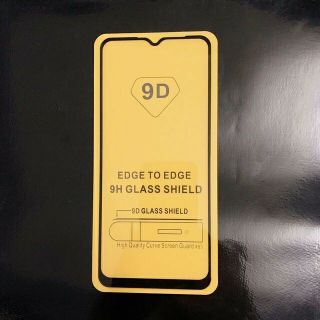 9D
EDGE TO EDGE
9H GLASS SHIELD
9D GLASS SHIELD
High Quality Curve Screen Guard